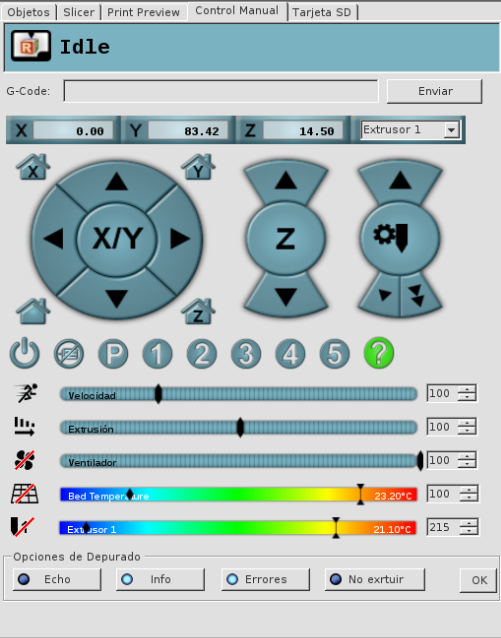 Objetos Slicer Print Preview Control Manual Tarjeta SD
R Idle
G-Code: Enviar
X 0.00 Y 83.42 Z 14.50 Extrusor 1
X Y
X/Y Z
Z
P 1 2 3 4 5 ?
Velocidad 100
Extrusión 100
Ventilador 100
Bed Temperature 23.20°C 100
Extrusor 1 21.10°C 215
Opciones de Depurado
Echo Info Errores No exrtuir OK